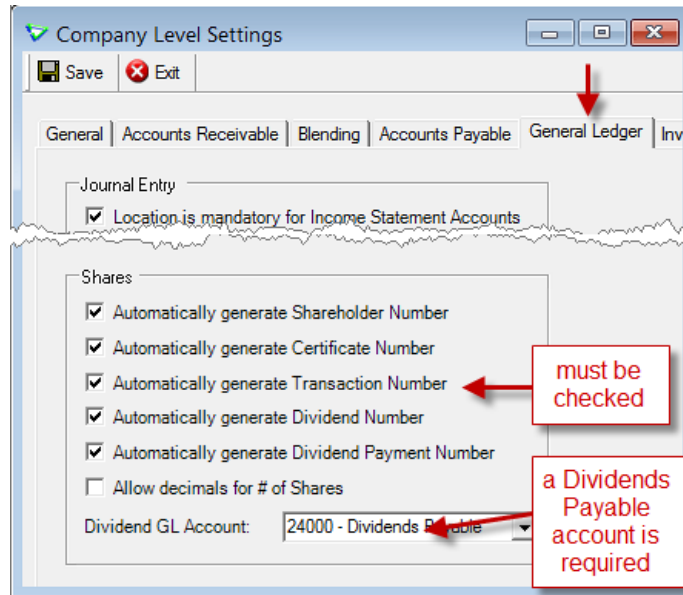 Company Level Settings
Save Exit
General Accounts Receivable Blending Accounts Payable General Ledger Inv
Journal Entry
Location is mandatory for Income Statement Accounts
Shares
Automatically generate Shareholder Number
Automatically generate Certificate Number
Automatically generate Transaction Number
must be
checked
Automatically generate Dividend Number
Automatically generate Dividend Payment Number
Allow decimals for # of Shares
Dividend GL Account: 24000 - Dividends Payable
a Dividends
Payable
account is
required